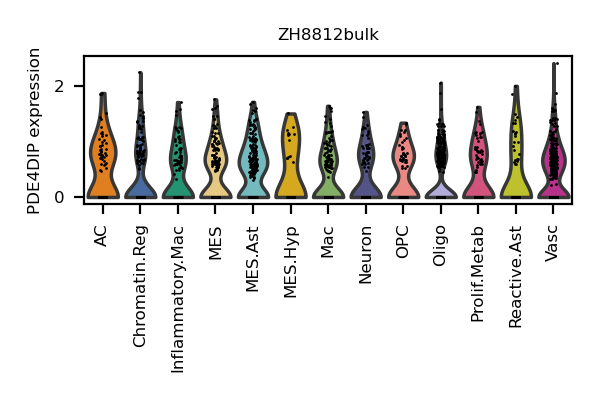 ZH8812bulk
PDE4DIP expression
2
0
AC
Chromatin.Reg
Inflammatory.Mac
MES
MES.Ast
MES.Hyp
Mac
Neuron
OPC
Oligo
Prolif.Metab
Reactive.Ast
Vasc